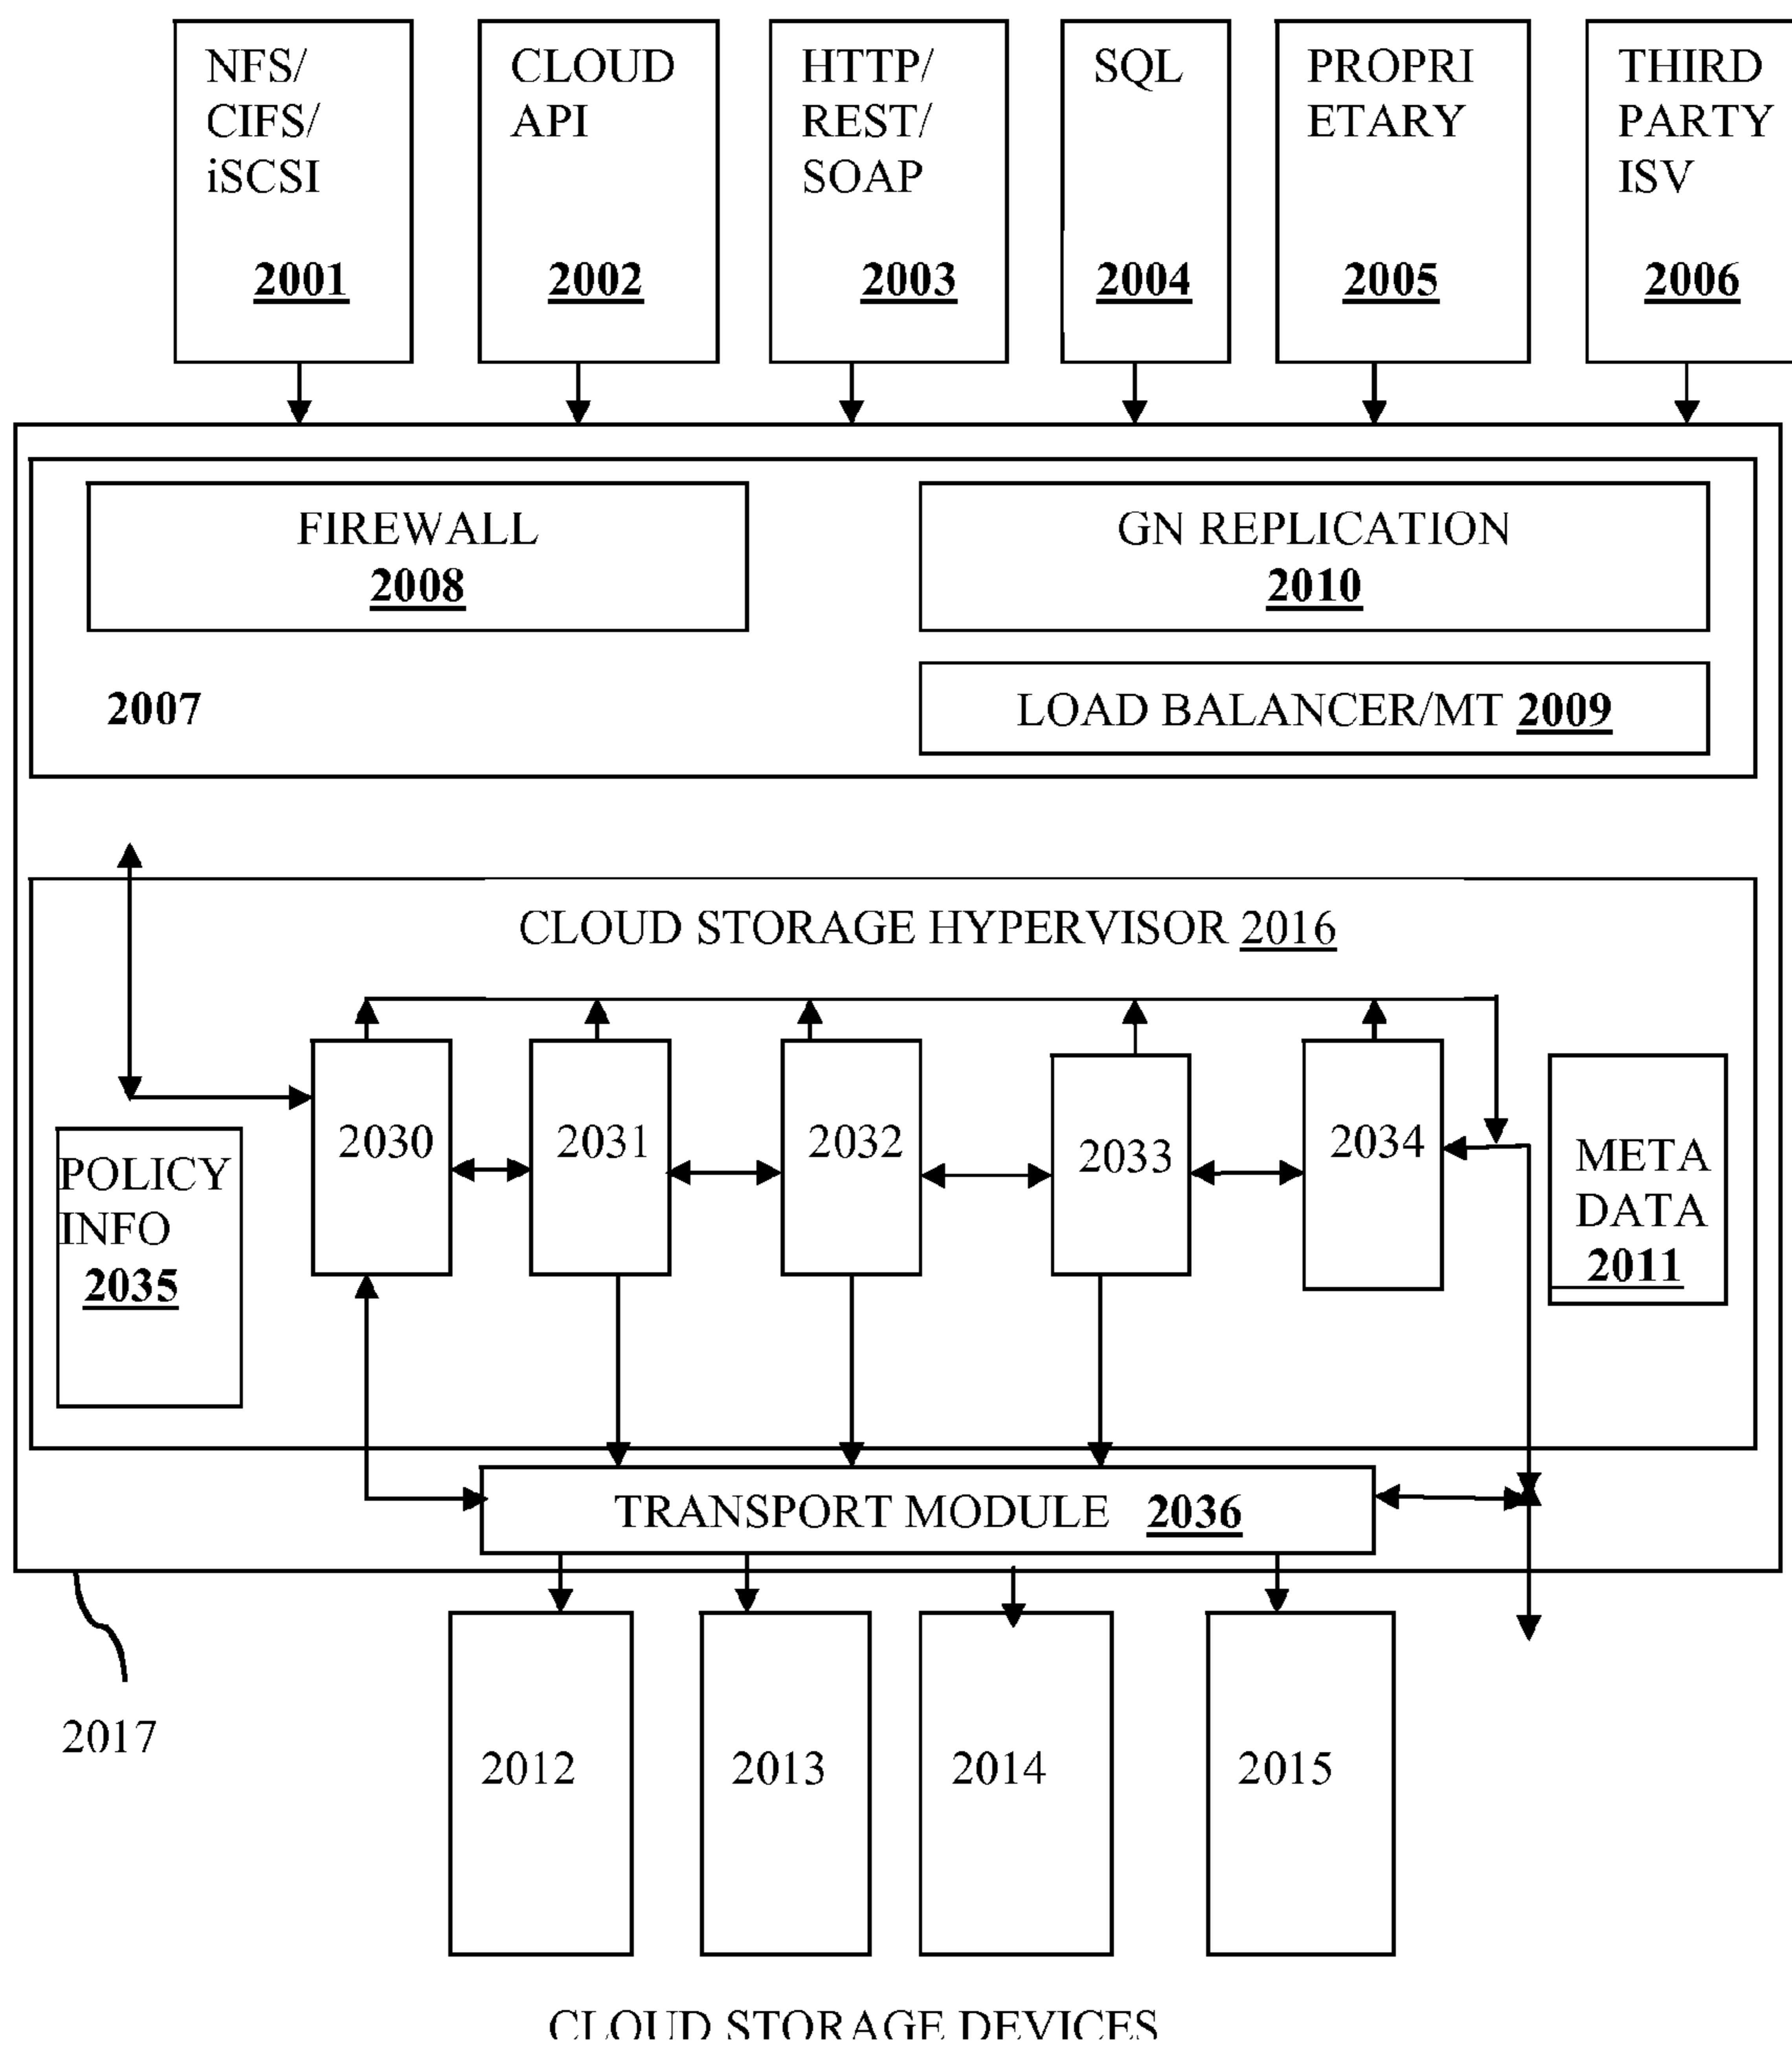 NFS/
CIFS/
iSCSI
2001
CLOUD
API
2002
HTTP/
REST/
SOAP
2003
SQL
2004
PROPRI
ETARY
2005
THIRD
PARTY
ISV
2006
FIREWALL
2008
GN REPLICATION
2010
2007
LOAD BALANCER/MT 2009
CLOUD STORAGE HYPERVISOR 2016
POLICY
INFO
2035
2030
2031
2032
2033
2034
META
DATA
2011
TRANSPORT MODULE 2036
2017
2012
2013
2014
2015
CLOUD STORAGE DEVICES